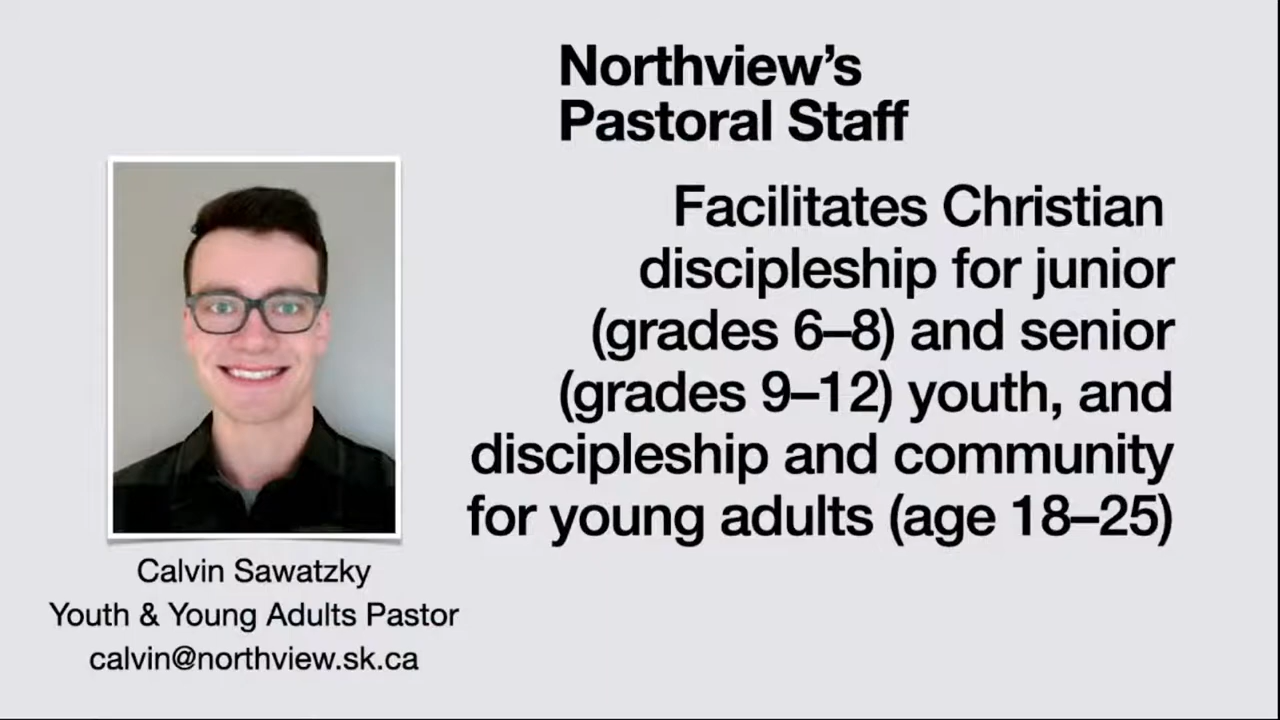 Northview’s
Pastoral Staff
Facilitates Christian
discipleship for junior
(grades 6–8) and senior
(grades 9–12) youth, and
discipleship and community
for young adults (age 18–25)
Calvin Sawatzky
Youth & Young Adults Pastor
calvin@northview.sk.ca